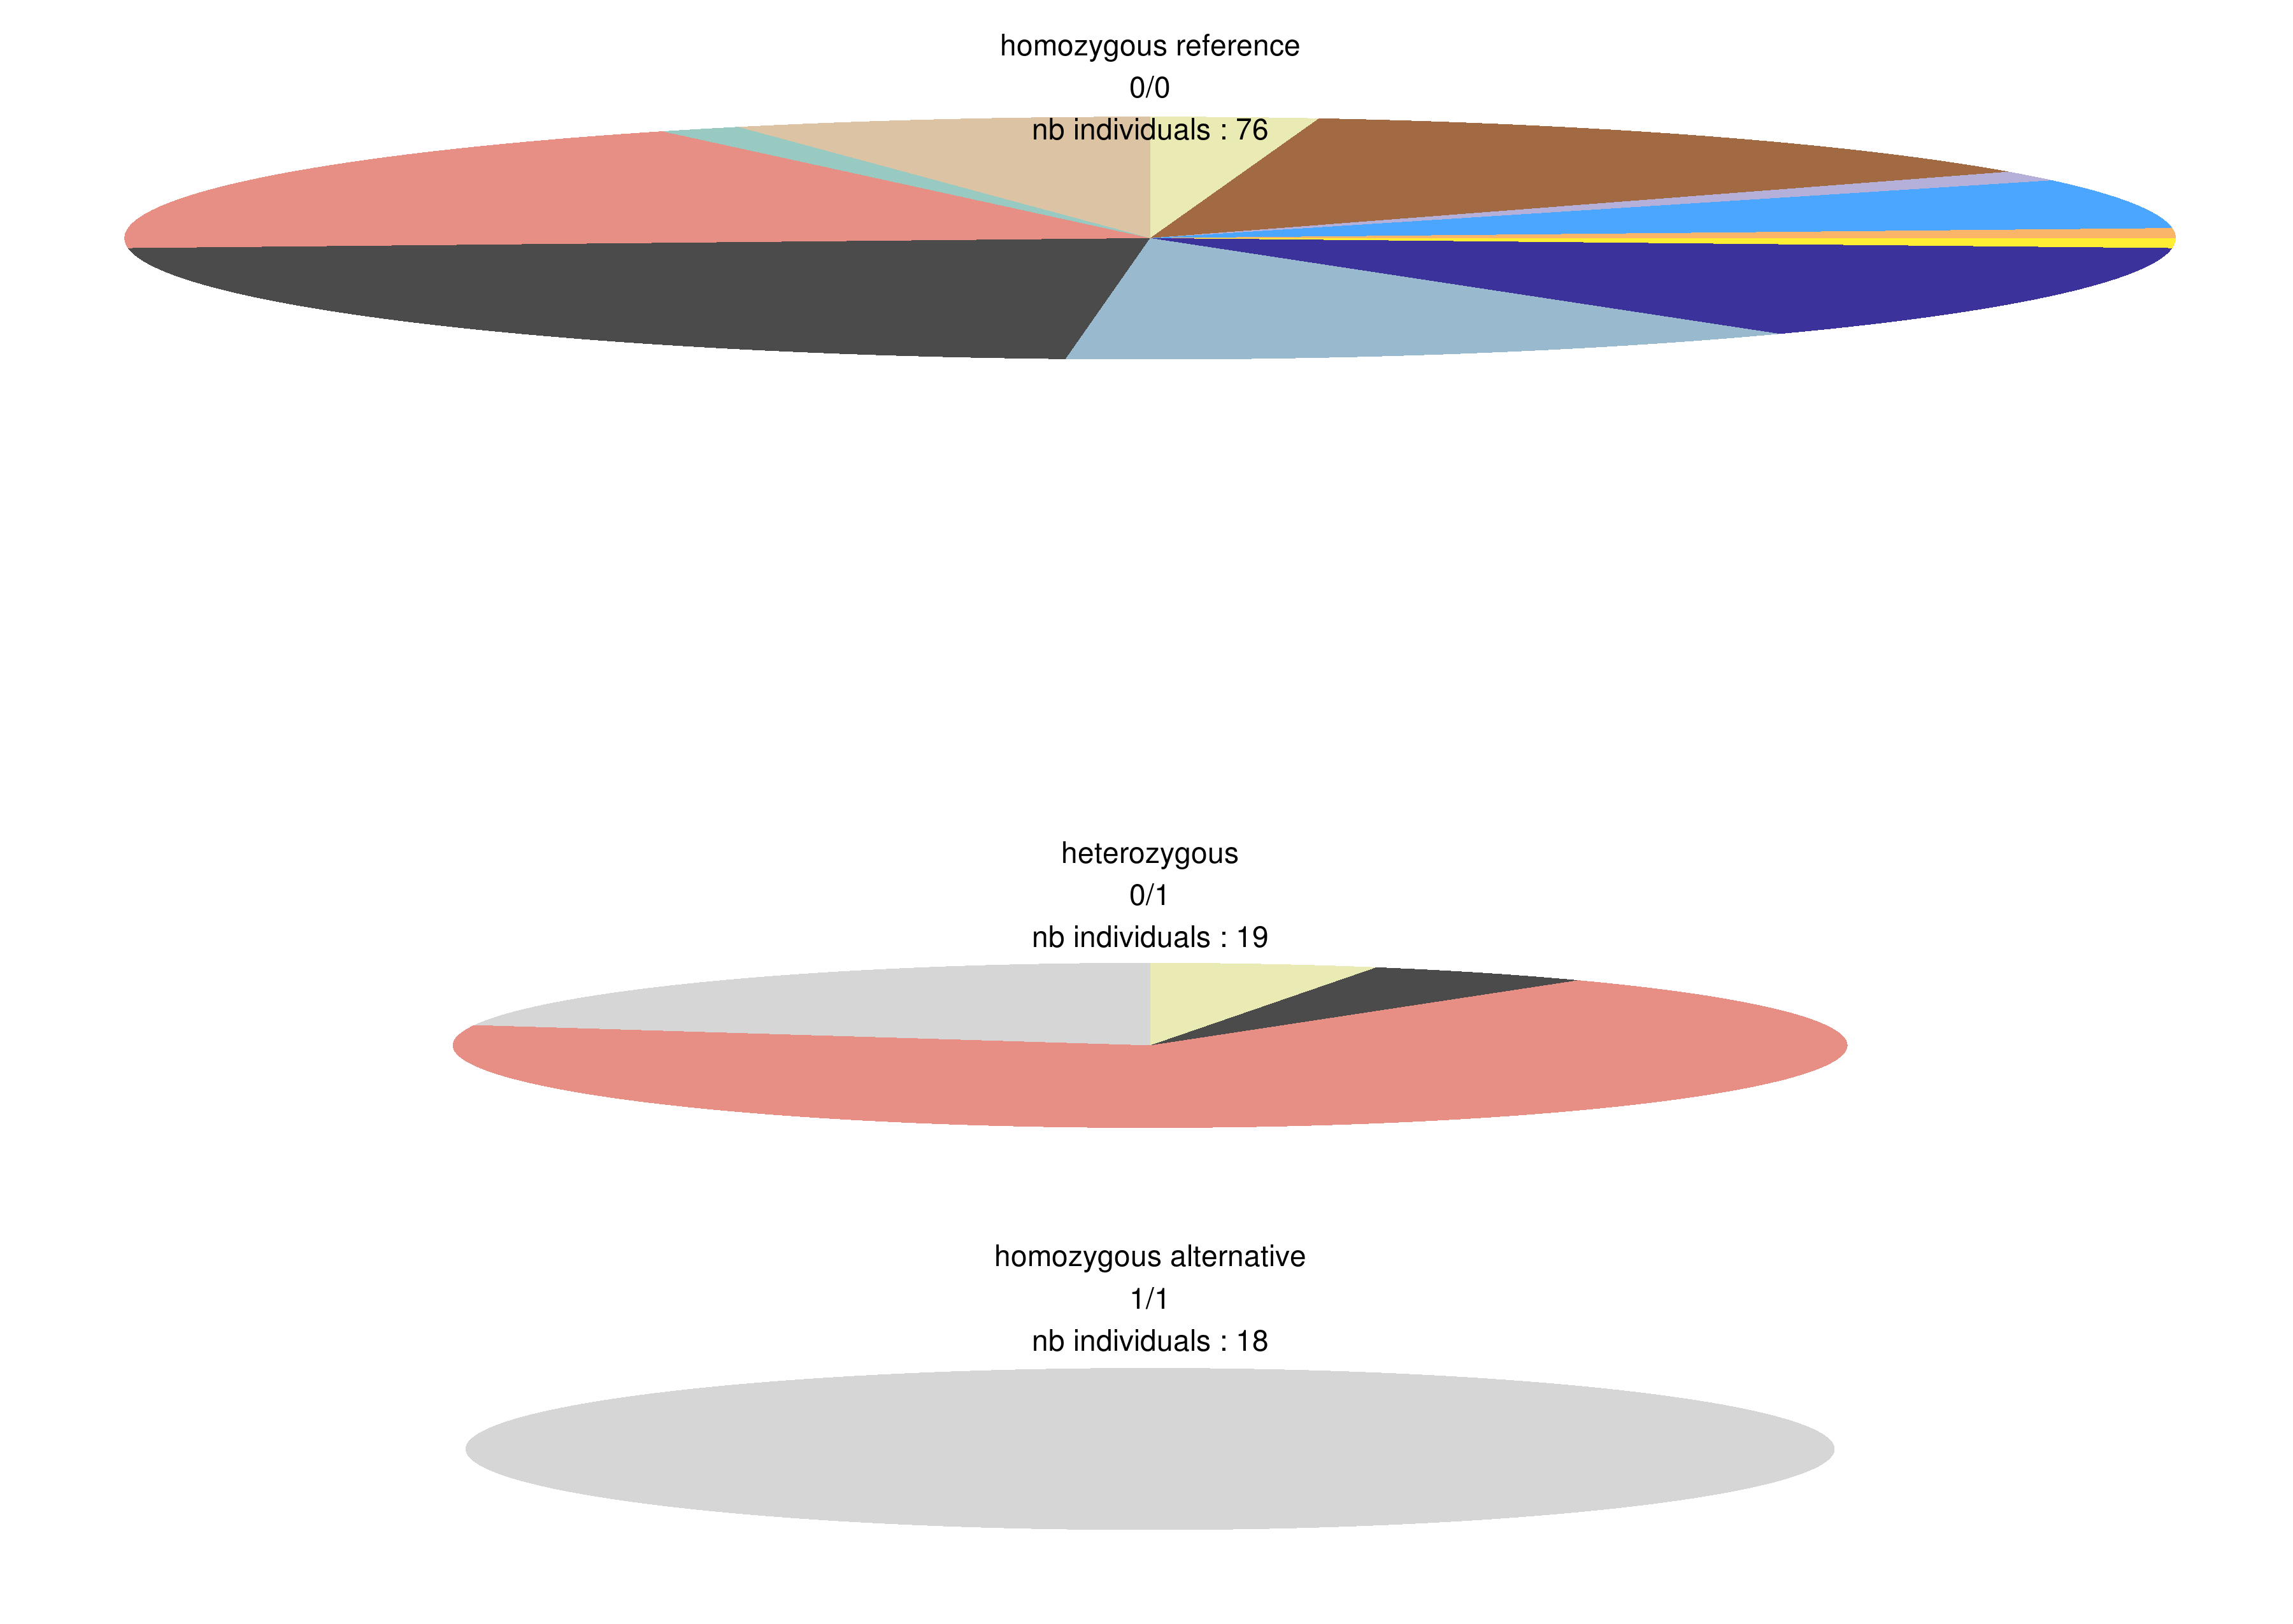 homozygous reference
0/0
nb individuals : 76
heterozygous
0/1
nb individuals : 19
homozygous alternative
1/1
nb individuals : 18